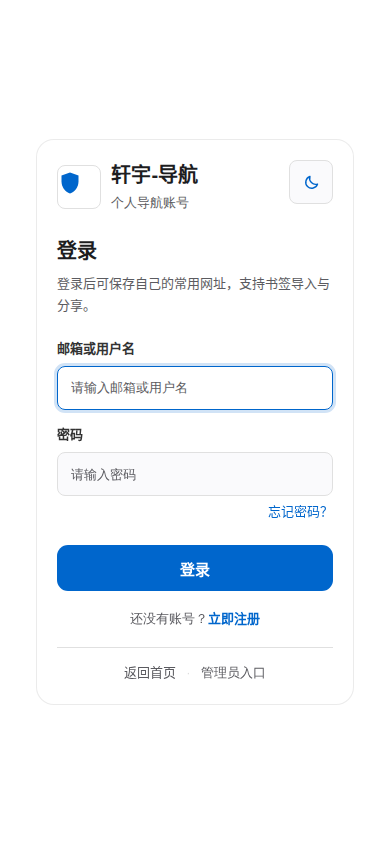 轩宇-导航
个人导航账号
登录
登录后可保存自己的常用网址，支持书签导入与
分享。
邮箱或用户名
请输入邮箱或用户名
密码
请输入密码
忘记密码？
登录
还没有账号？立即注册
返回首页 · 管理员入口